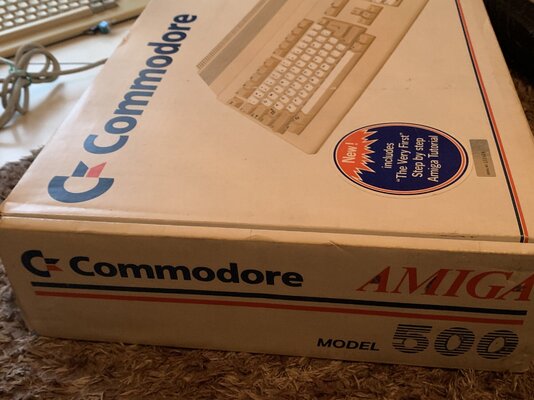 Commodore
New!
includes
"The Very First"
Step by step
Amiga Tutorial
Commodore
AMIGA
MODEL 500